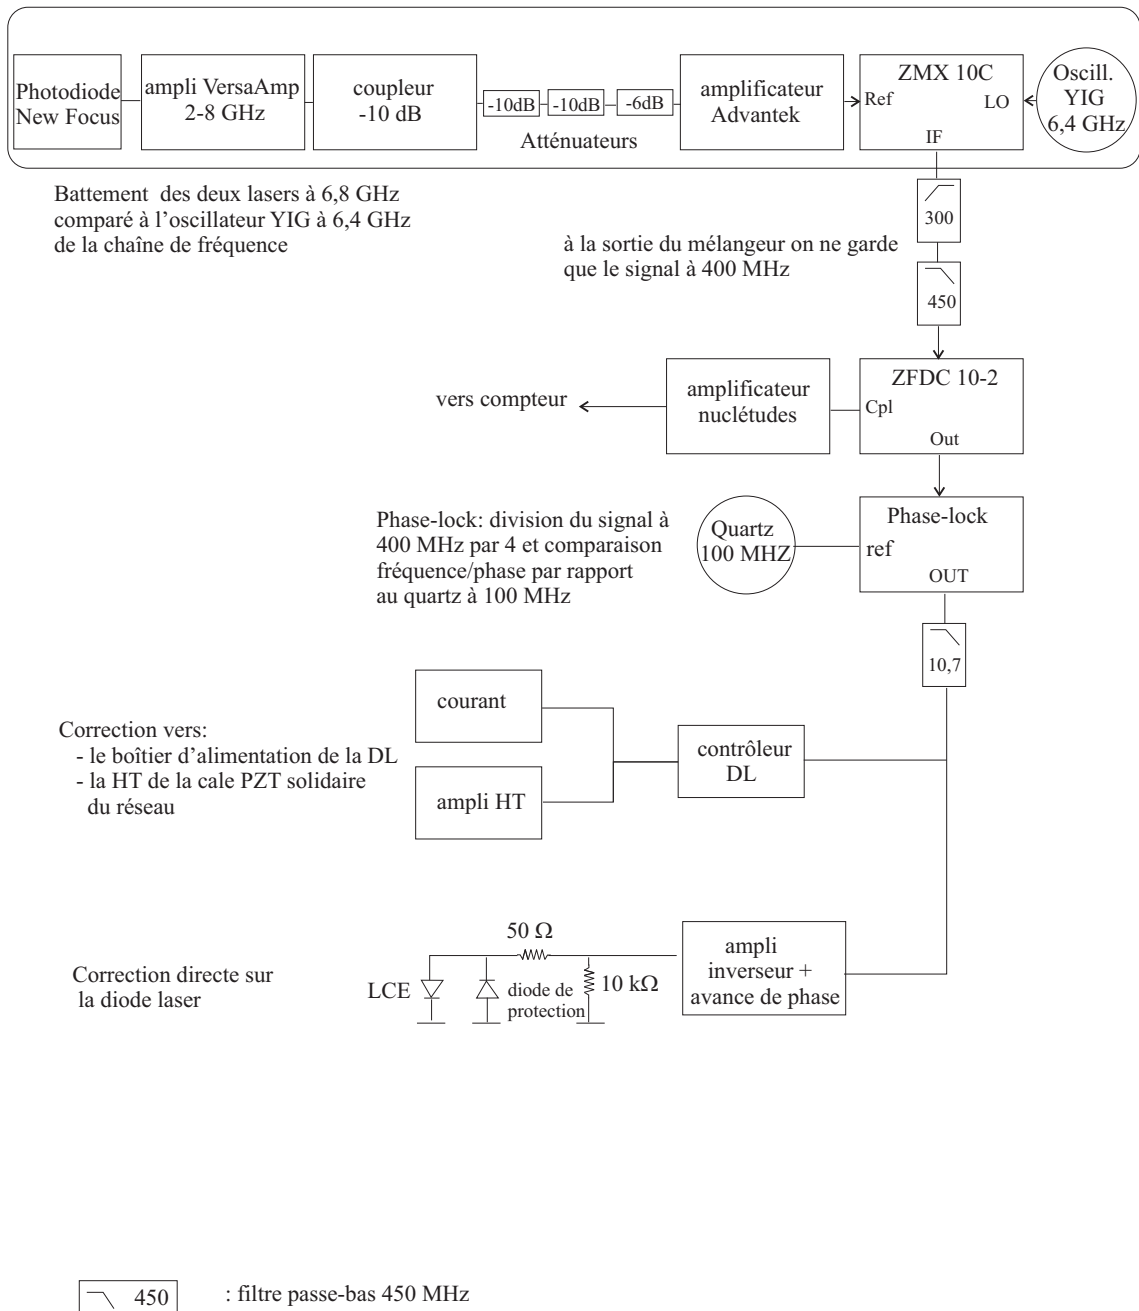 Photodiode
New Focus
ampli VersaAmp
2-8 GHz
coupleur
-10 dB
-10dB
-10dB
-6dB
Atténuateurs
amplificateur
Advantek
ZMX 10C
Ref
LO
IF
Oscill.
YIG
6,4 GHz
Battement des deux lasers à 6,8 GHz
comparé à l’oscillateur YIG à 6,4 GHz
de la chaîne de fréquence
300
à la sortie du mélangeur on ne garde
que le signal à 400 MHz
450
vers compteur
amplificateur
nuclétudes
ZFDC 10-2
Cpl
Out
Phase-lock: division du signal à
400 MHz par 4 et comparaison
fréquence/phase par rapport
au quartz à 100 MHz
Quartz
100 MHZ
Phase-lock
ref
OUT
10,7
courant
Correction vers:
- le boîtier d’alimentation de la DL
- la HT de la cale PZT solidaire
du réseau
ampli HT
contrôleur
DL
Correction directe sur
la diode laser
50 Ω
LCE
diode de
protection
10 kΩ
ampli
inverseur +
avance de phase
450
: filtre passe-bas 450 MHz